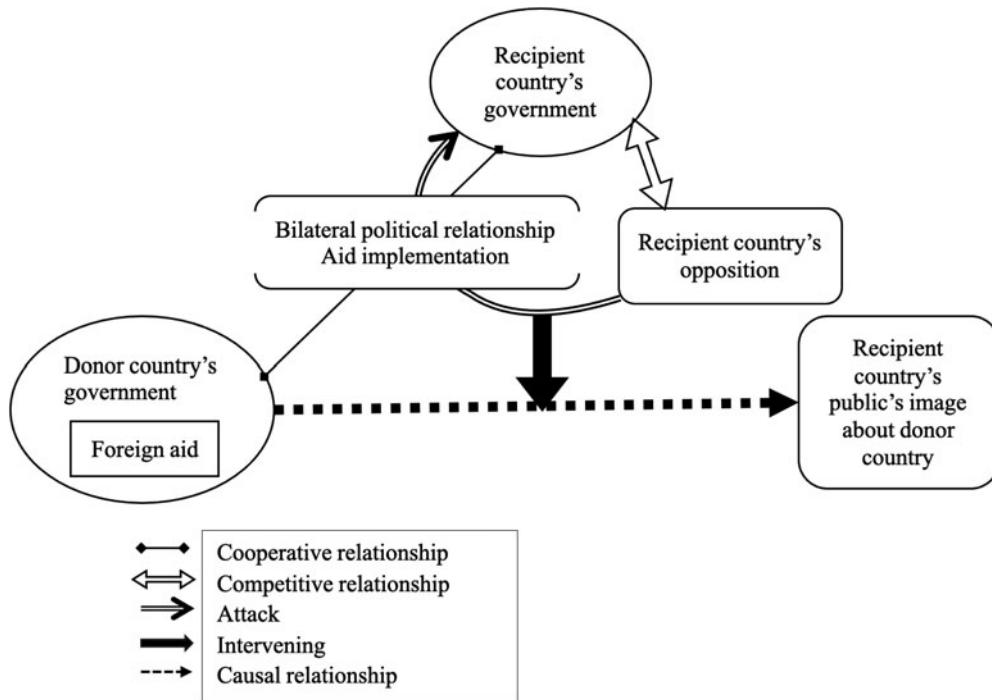 Recipient
country's
government
Bilateral political relationship
Aid implementation
Recipient country's
opposition
Donor country's
government
Foreign aid
Recipient
country's
public's image
about donor
country
Cooperative relationship
Competitive relationship
Attack
Intervening
Causal relationship